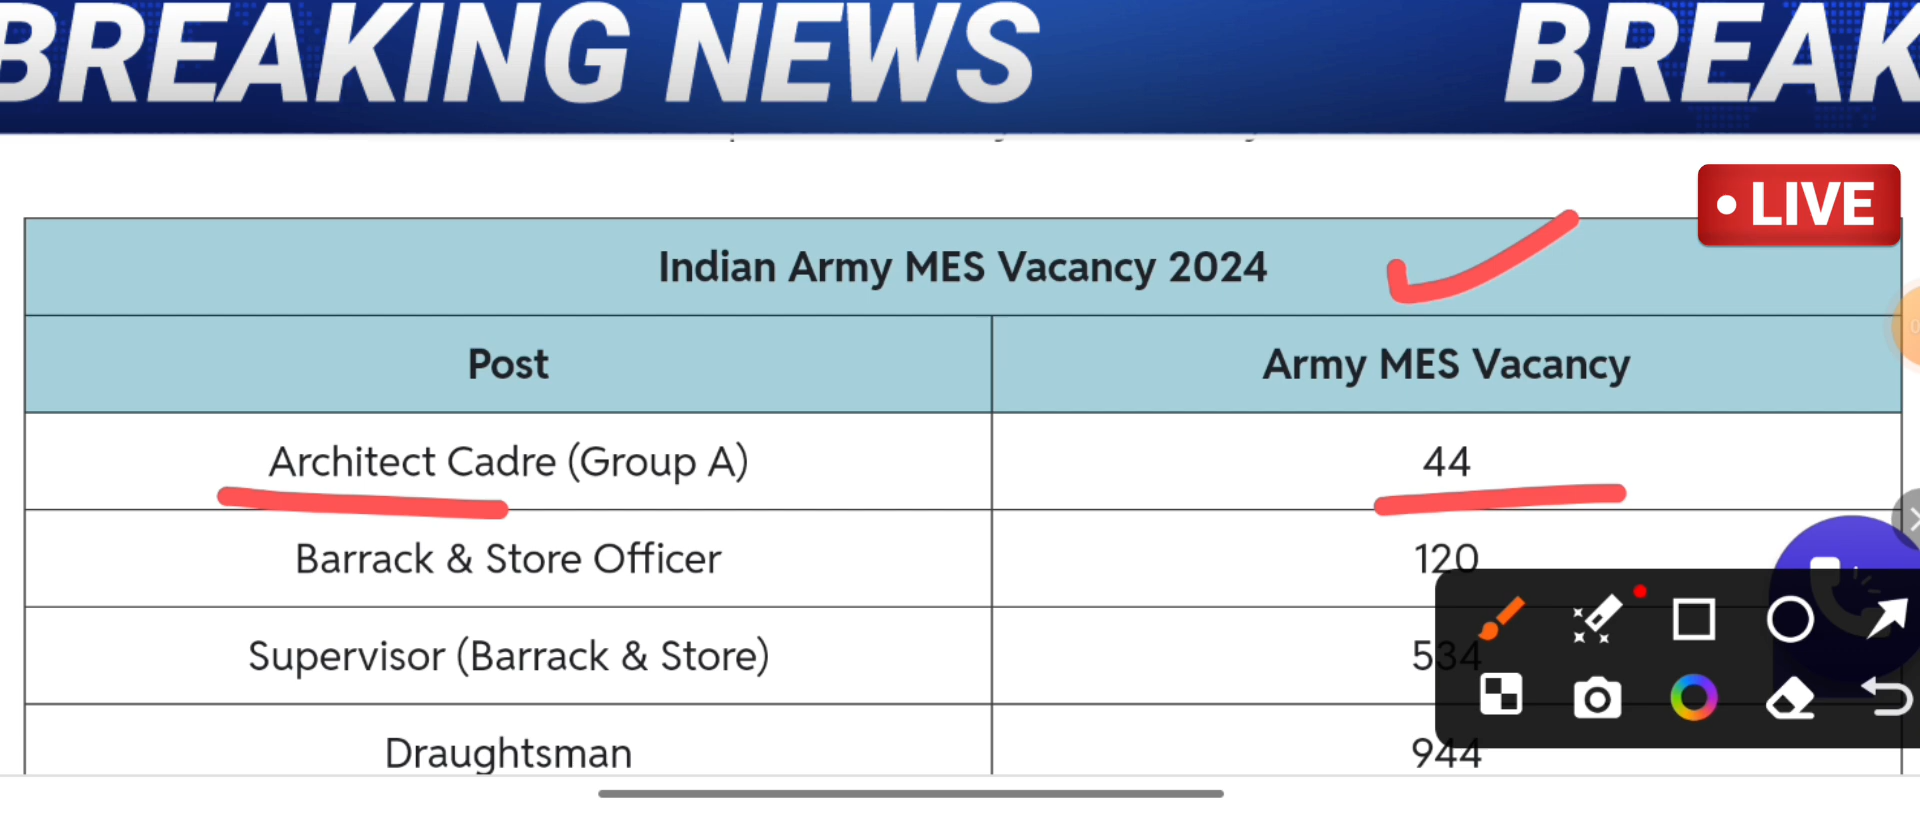 BREAKING NEWS BREAK
LIVE
Indian Army MES Vacancy 2024
Post Army MES Vacancy
Architect Cadre (Group A) 44
Barrack & Store Officer 120
Supervisor (Barrack & Store) 534
Draughtsman 944